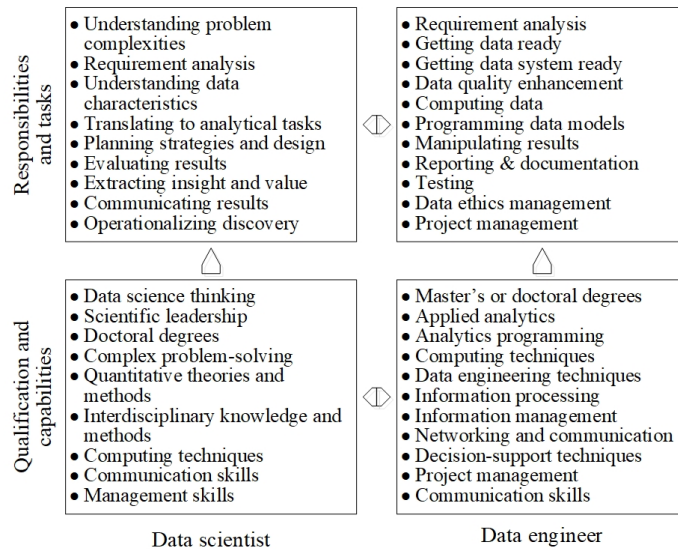 Responsibilities
and tasks
● Understanding problem
complexities
● Requirement analysis
● Understanding data
characteristics
● Translating to analytical tasks
● Planning strategies and design
● Evaluating results
● Extracting insight and value
● Communicating results
● Operationalizing discovery
● Requirement analysis
● Getting data ready
● Getting data system ready
● Data quality enhancement
● Computing data
● Programming data models
● Manipulating results
● Reporting & documentation
● Testing
● Data ethics management
● Project management
Qualification and
capabilities
● Data science thinking
● Scientific leadership
● Doctoral degrees
● Complex problem-solving
● Quantitative theories and
methods
● Interdisciplinary knowledge and
methods
● Computing techniques
● Communication skills
● Management skills
● Master's or doctoral degrees
● Applied analytics
● Analytics programming
● Computing techniques
● Data engineering techniques
● Information processing
● Information management
● Networking and communication
● Decision-support techniques
● Project management
● Communication skills
Data scientist
Data engineer